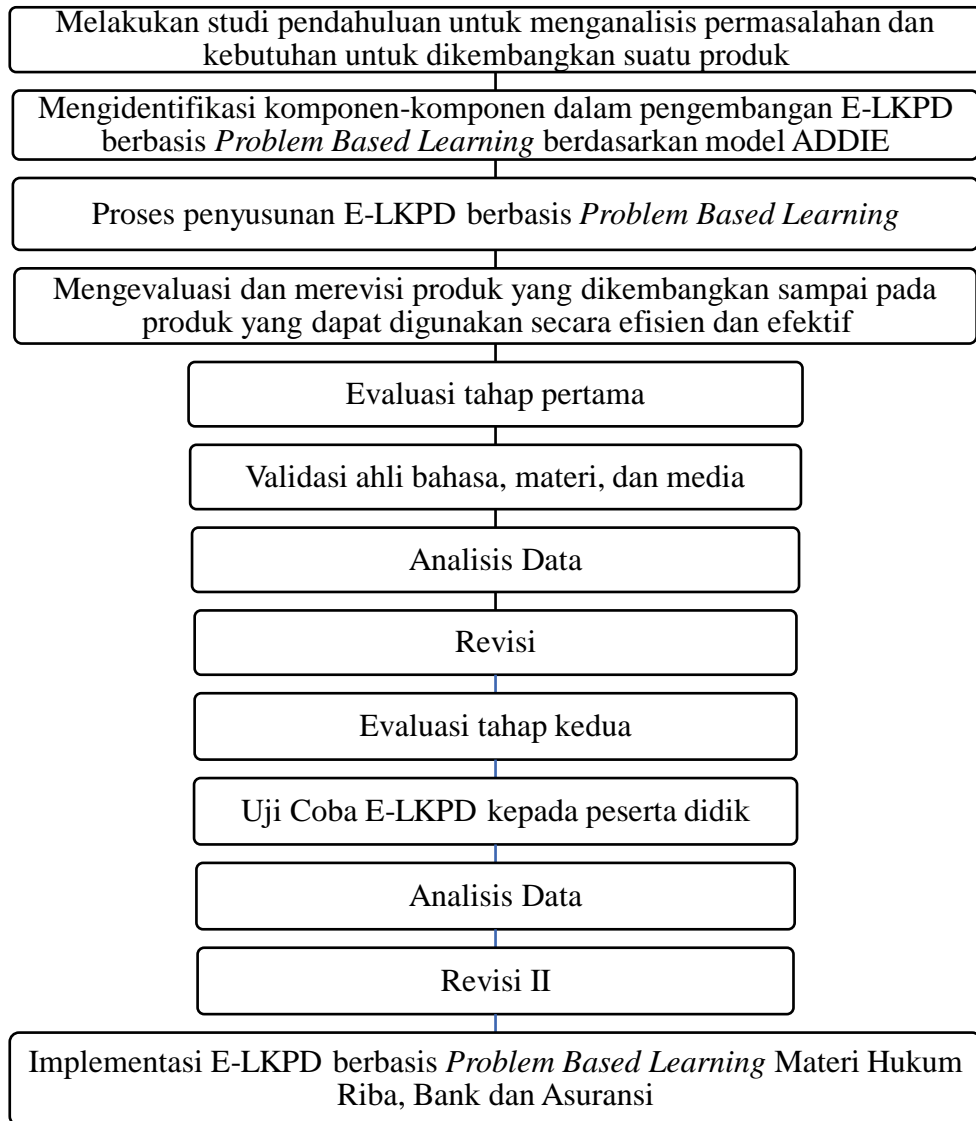 Melakukan studi pendahuluan untuk menganalisis permasalahan dan
kebutuhan untuk dikembangkan suatu produk
Mengidentifikasi komponen-komponen dalam pengembangan E-LKPD
berbasis Problem Based Learning berdasarkan model ADDIE
Proses penyusunan E-LKPD berbasis Problem Based Learning
Mengevaluasi dan merevisi produk yang dikembangkan sampai pada
produk yang dapat digunakan secara efisien dan efektif
Evaluasi tahap pertama
Validasi ahli bahasa, materi, dan media
Analisis Data
Revisi
Evaluasi tahap kedua
Uji Coba E-LKPD kepada peserta didik
Analisis Data
Revisi II
Implementasi E-LKPD berbasis Problem Based Learning Materi Hukum
Riba, Bank dan Asuransi